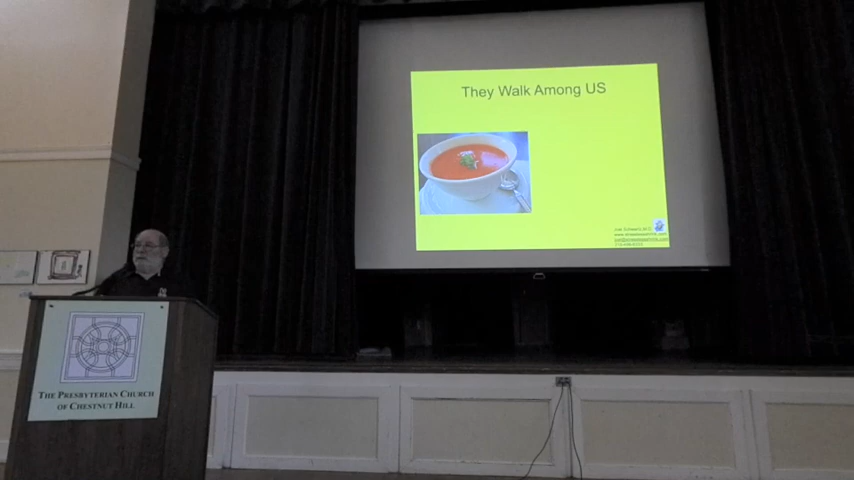 They Walk Among US
THE PRESBYTERIAN CHURCH
OF CHESTNUT HILL